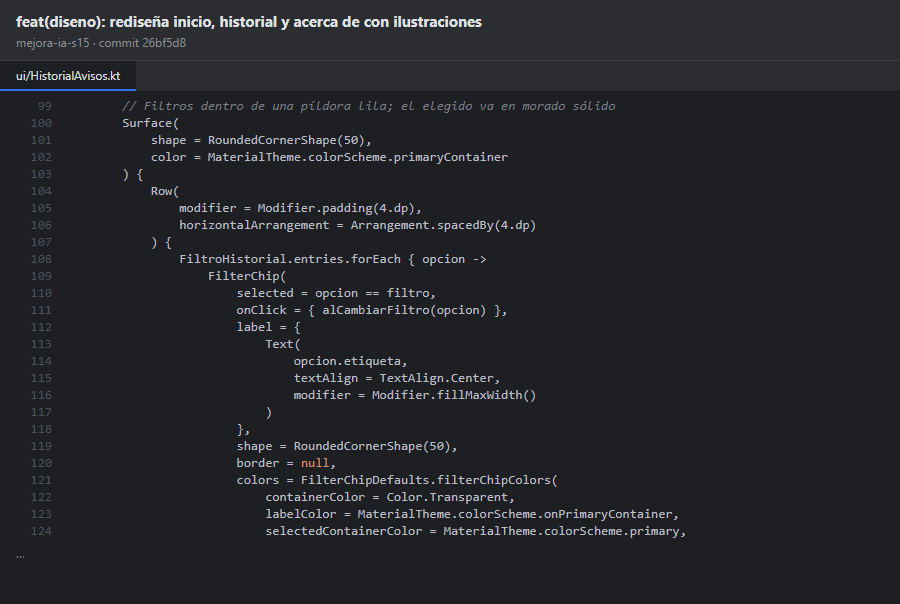 feat(diseno): rediseña inicio, historial y acerca de con ilustraciones
mejora-ia-s15 · commit 26bf5d8
ui/HistorialAvisos.kt
99 // Filtros dentro de una píldora lila; el elegido va en morado sólido
100 Surface(
101 shape = RoundedCornerShape(50),
102 color = MaterialTheme.colorScheme.primaryContainer
103 ) {
104 Row(
105 modifier = Modifier.padding(4.dp),
106 horizontalArrangement = Arrangement.spacedBy(4.dp)
107 ) {
108 FiltroHistorial.entries.forEach { opcion ->
109 FilterChip(
110 selected = opcion == filtro,
111 onClick = { alCambiarFiltro(opcion) },
112 label = {
113 Text(
114 opcion.etiqueta,
115 textAlign = TextAlign.Center,
116 modifier = Modifier.fillMaxWidth()
117 )
118 },
119 shape = RoundedCornerShape(50),
120 border = null,
121 colors = FilterChipDefaults.filterChipColors(
122 containerColor = Color.Transparent,
123 labelColor = MaterialTheme.colorScheme.onPrimaryContainer,
124 selectedContainerColor = MaterialTheme.colorScheme.primary,
…